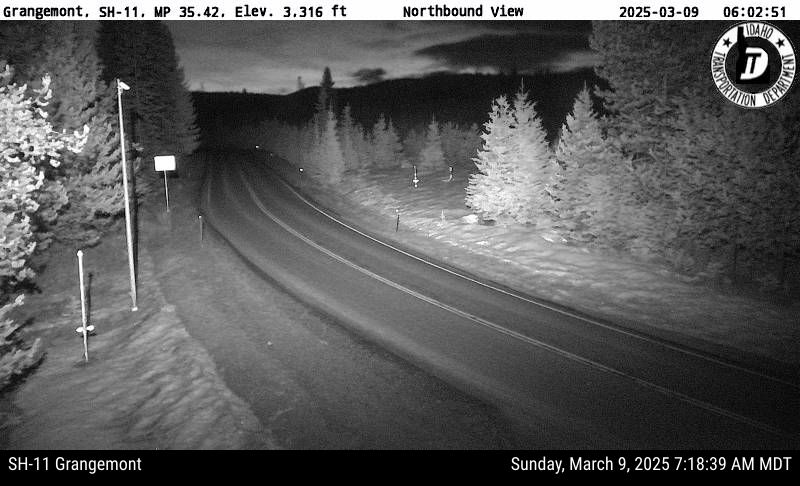 Grangemont, SH-11, MP 35.42, Elev. 3,316 ft Northbound View 2025-03-09 06:02:51
IDAHO
TRANSPORTATION DEPARTMENT
SH-11 Grangemont Sunday, March 9, 2025 7:18:39 AM MDT